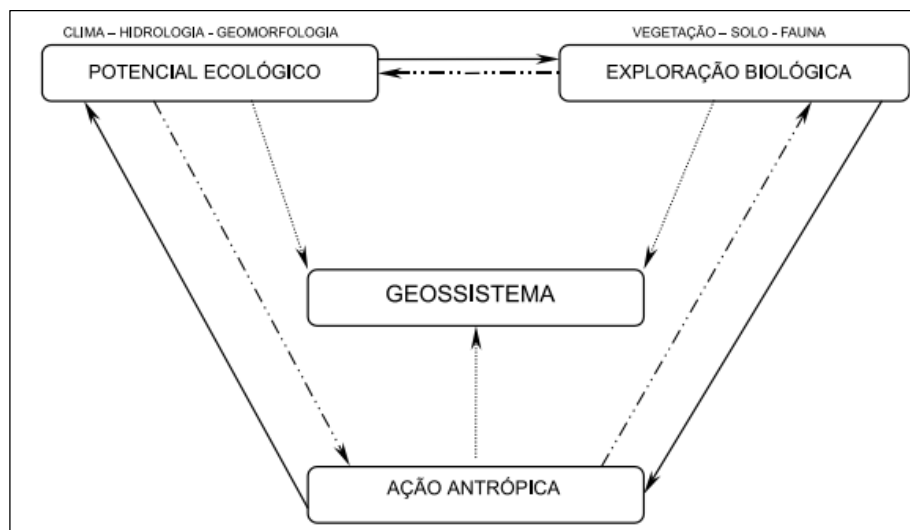 CLIMA – HIDROLOGIA - GEOMORFOLOGIA
POTENCIAL ECOLÓGICO
VEGETAÇÃO – SOLO - FAUNA
EXPLORAÇÃO BIOLÓGICA
GEOSSISTEMA
AÇÃO ANTRÓPICA